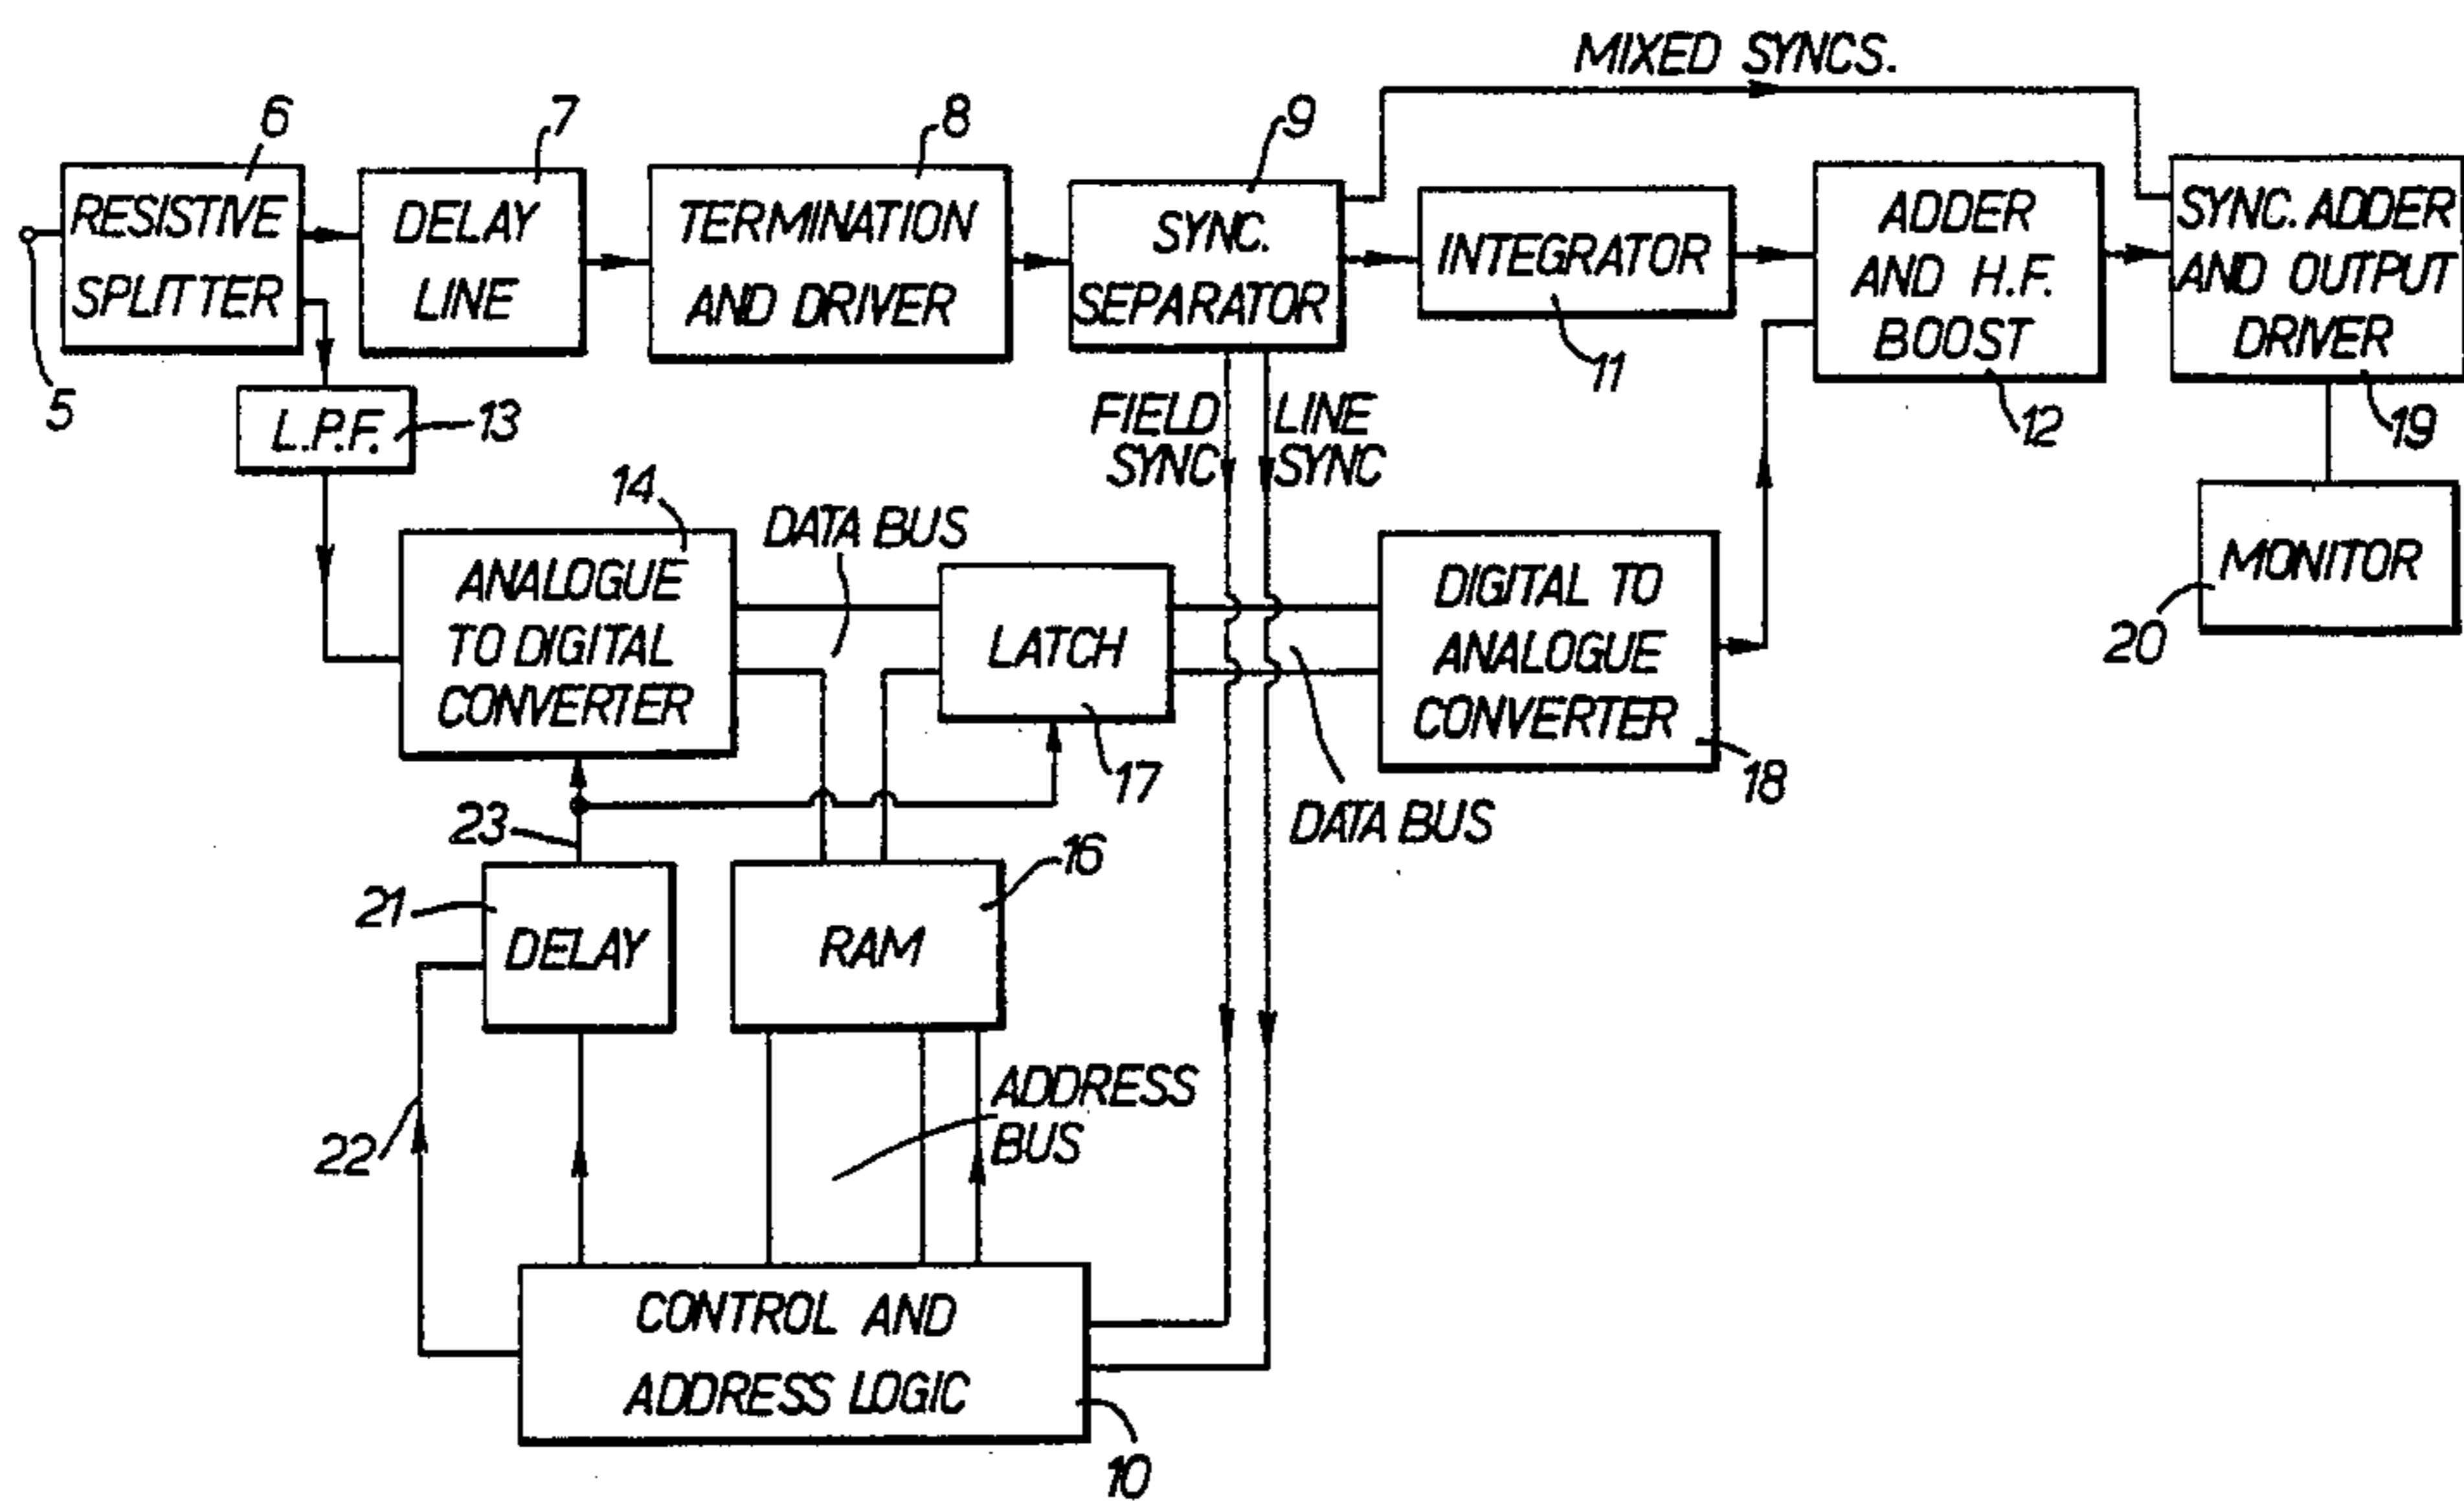 MIXED SYNCS.
6
7
8
9
RESISTIVE
SPLITTER
DELAY
LINE
TERMINATION
AND DRIVER
SYNC.
SEPARATOR
INTEGRATOR
ADDER
AND H.F.
BOOST
SYNC. ADDER
AND OUTPUT
DRIVER
5
L.P.F.
13
FIELD
SYNC
LINE
SYNC
11
12
19
14
ANALOGUE
TO DIGITAL
CONVERTER
DATA BUS
LATCH
17
DIGITAL TO
ANALOGUE
CONVERTER
18
MONITOR
20
DATA BUS
23
21
DELAY
16
RAM
22
ADDRESS
BUS
CONTROL AND
ADDRESS LOGIC
10